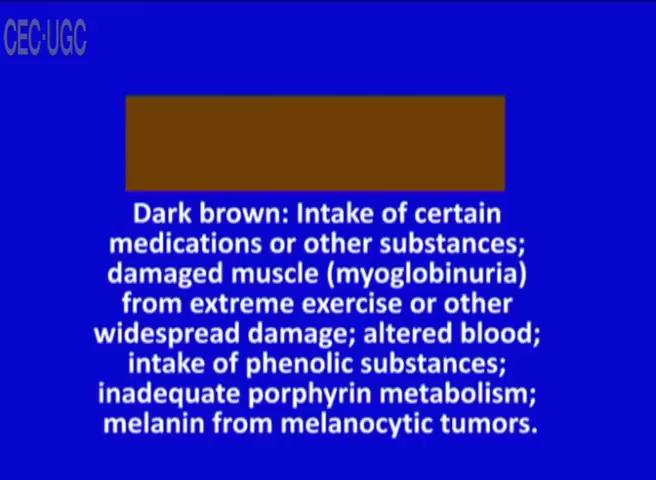 CEC-UGC
Dark brown: Intake of certain
medications or other substances;
damaged muscle (myoglobinuria)
from extreme exercise or other
widespread damage; altered blood;
intake of phenolic substances;
inadequate porphyrin metabolism;
melanin from melanocytic tumors.